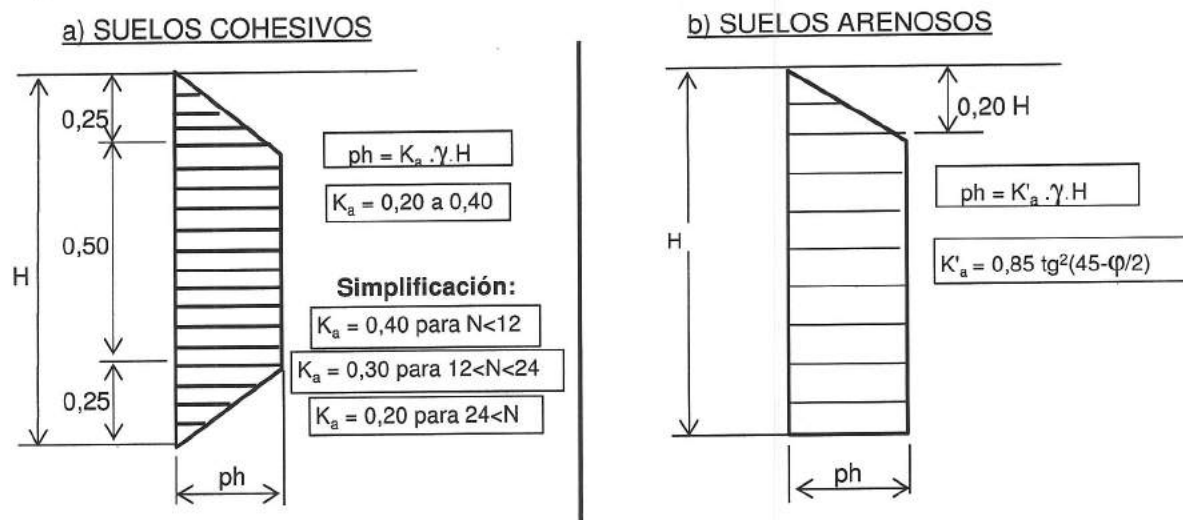 a) SUELOS COHESIVOS
H
0,25
0,50
0,25
ph = Kₐ .γ.H
Kₐ = 0,20 a 0,40
Simplificación:
Kₐ = 0,40 para N<12
Kₐ = 0,30 para 12<N<24
Kₐ = 0,20 para 24<N
ph
b) SUELOS ARENOSOS
H
0,20 H
ph = K'ₐ .γ.H
K'ₐ = 0,85 tg²(45-φ/2)
ph